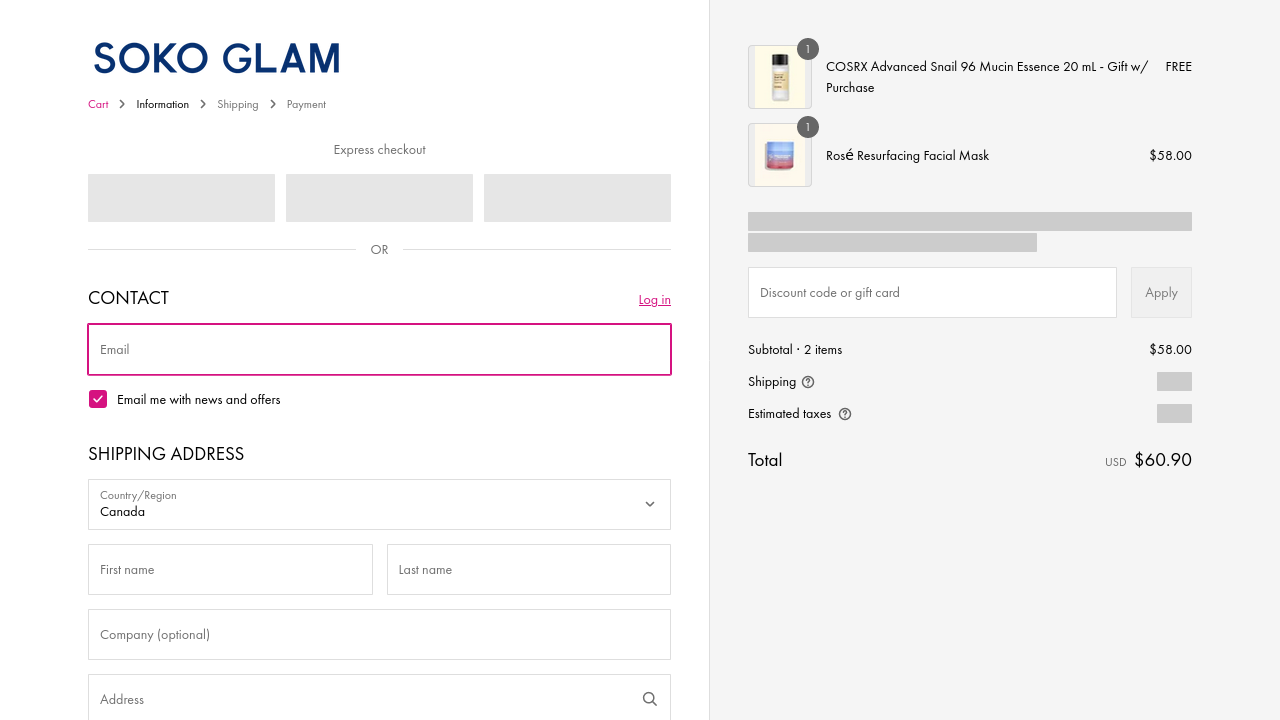 SOKO GLAM
Cart
Information
Shipping
Payment
Express checkout
OR
CONTACT
Log in
Email
Email me with news and offers
SHIPPING ADDRESS
Country/Region
Canada
First name
Last name
Company (optional)
Address
1
COSRX Advanced Snail 96 Mucin Essence 20 mL - Gift w/
Purchase
FREE
1
Rosé Resurfacing Facial Mask
$58.00
Discount code or gift card
Apply
Subtotal · 2 items
$58.00
Shipping
Estimated taxes
Total
USD $60.90